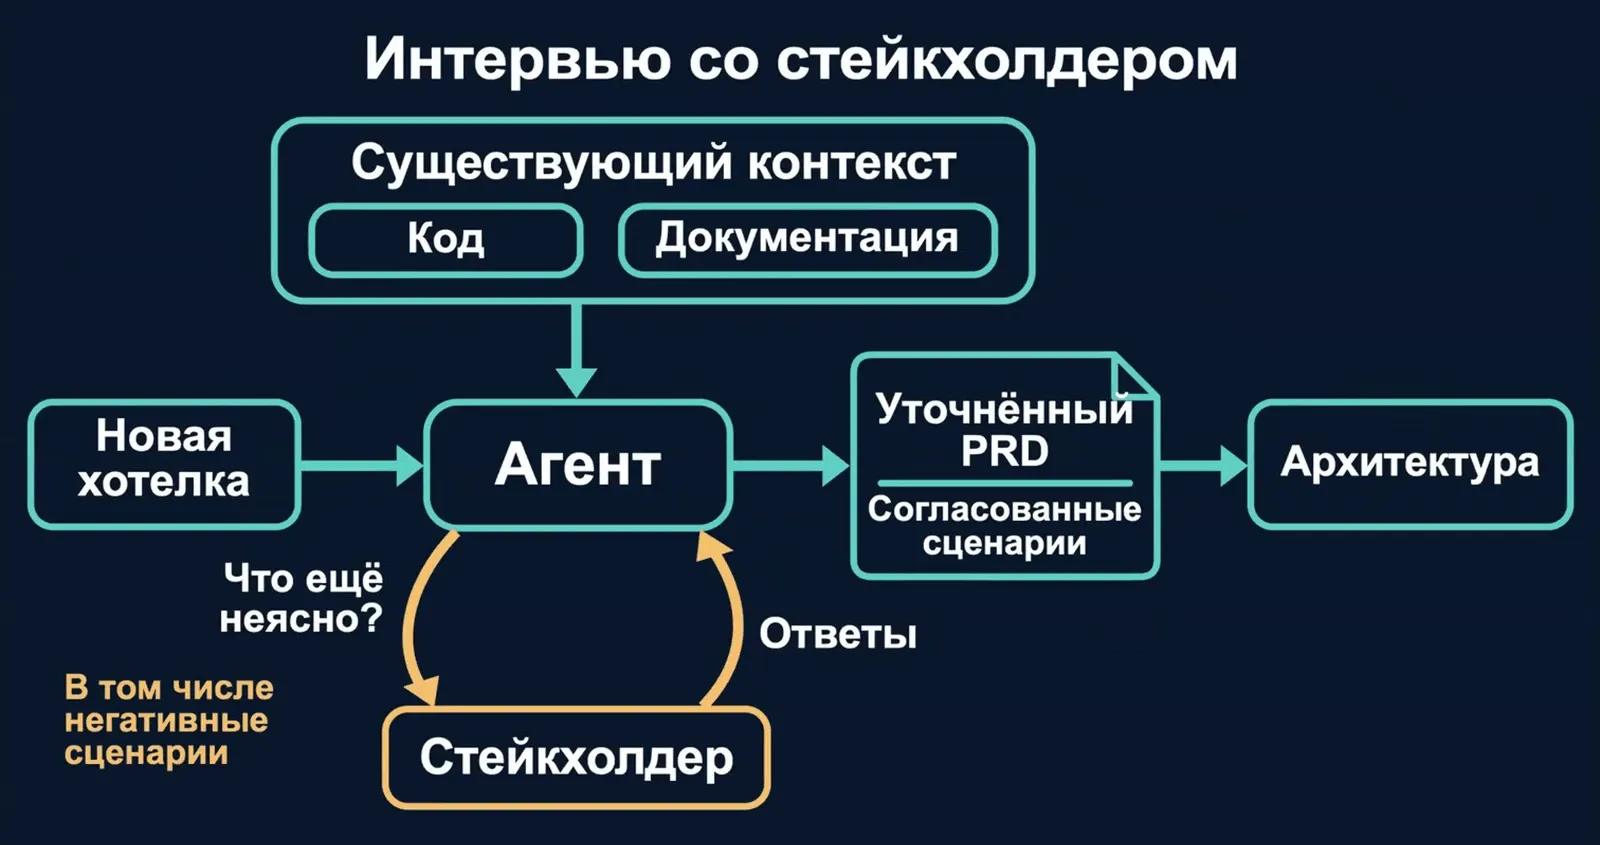 Интервью со стейкхолдером
Существующий контекст
Код
Документация
Новая
хотелка
Агент
Уточнённый
PRD
Согласованные
сценарии
Архитектура
Что ещё
неясно?
Ответы
В том числе
негативные
сценарии
Стейкхолдер